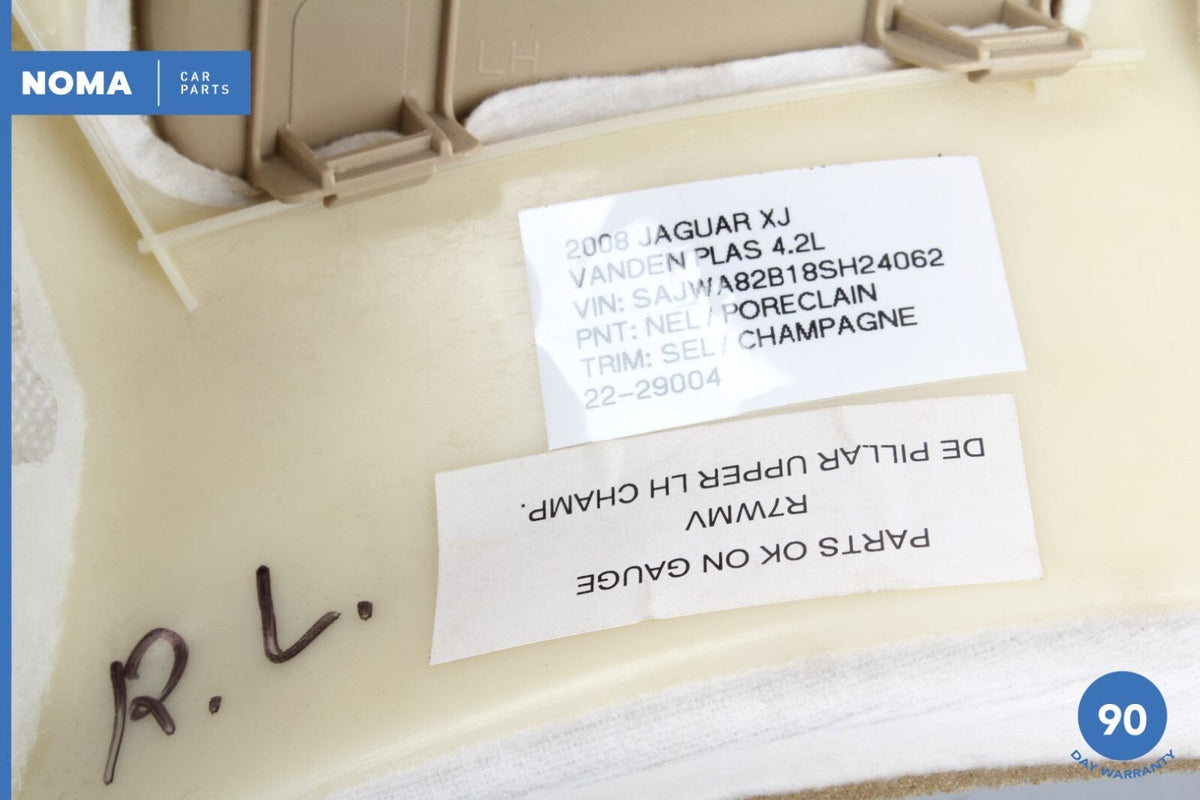 NOMA
CAR
PARTS
LH
2008 JAGUAR XJ
VANDEN PLAS 4.2L
VIN: SAJWA82B18SH24062
PNT: NEL / PORECLAIN
TRIM: SEL / CHAMPAGNE
22-29004
DE PILLAR UPPER LH CHAMP.
R7WMV
PARTS OK ON GAUGE
R. L.
90
DAY WARRANTY